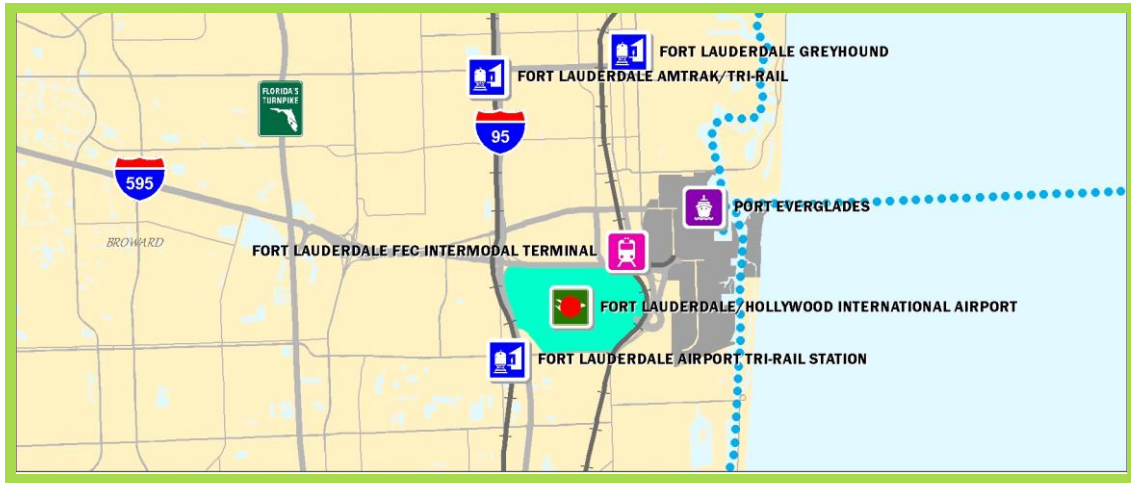 FORT LAUDERDALE GREYHOUND
FORT LAUDERDALE AMTRAK/TRI-RAIL
FLORIDA'S
TURNPIKE
95
595
PORT EVERGLADES
BROWARD
FORT LAUDERDALE FEC INTERMODAL TERMINAL
FORT LAUDERDALE/HOLLYWOOD INTERNATIONAL AIRPORT
FORT LAUDERDALE AIRPORT TRI-RAIL STATION